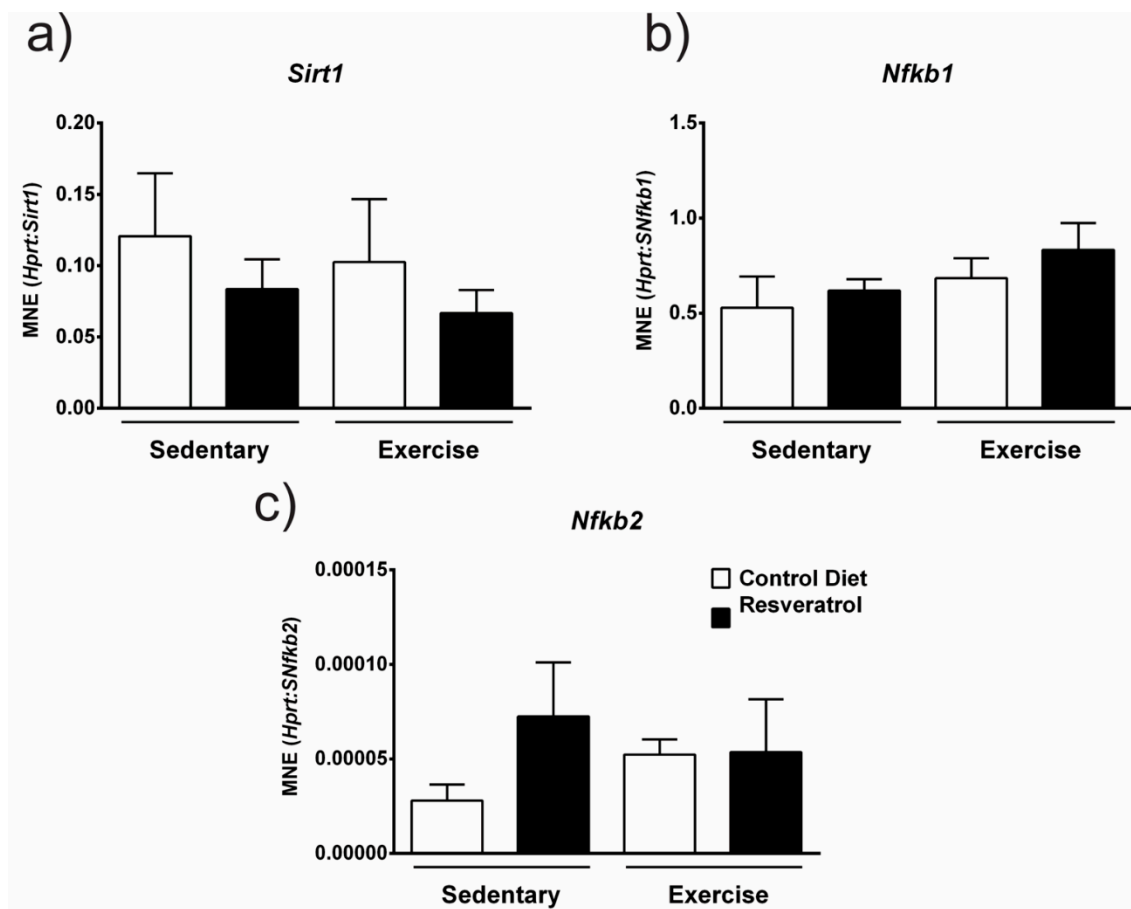 a)
Sirt1
MNE (Hprt:Sirt1)
0.20
0.15
0.10
0.05
0.00
Sedentary
Exercise
b)
Nfkb1
MNE (Hprt:SNfkb1)
1.5
1.0
0.5
0.0
Sedentary
Exercise
c)
Nfkb2
MNE (Hprt:SNfkb2)
0.00015
0.00010
0.00005
0.00000
Sedentary
Exercise
Control Diet
Resveratrol